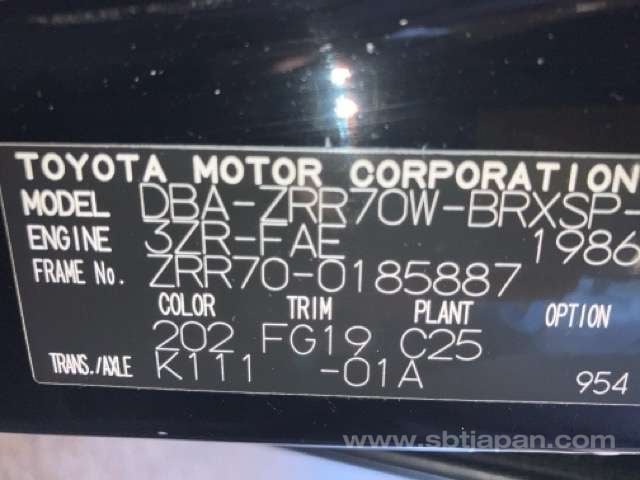 TOYOTA MOTOR CORPORATION
MODEL DBA-ZRR70W-BRXSP-
ENGINE 3ZR-FAE 1986
FRAME NO. ZRR70-0185887
COLOR TRIM PLANT OPTION
202 FG19 C25
TRANS./AXLE K111 -01A 954
www.sbtjapan.com